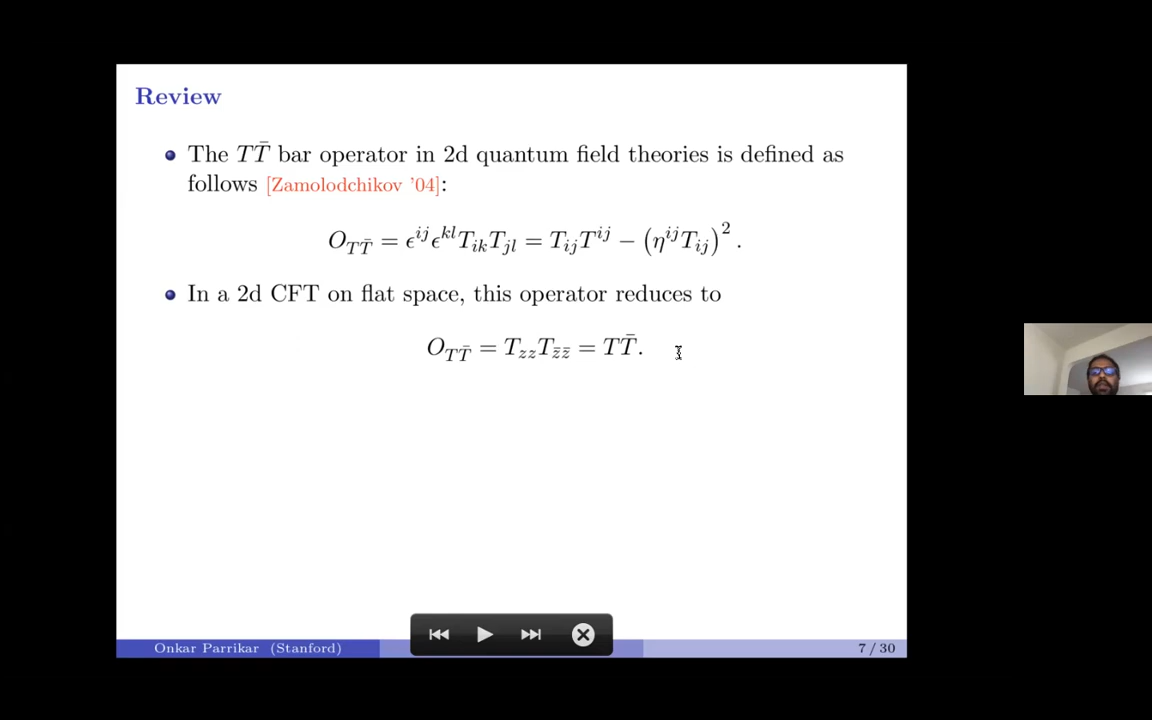 Review
The $T\bar{T}$ bar operator in 2d quantum field theories is defined as
follows [Zamolodchikov '04]:
$O_{T\bar{T}} = \epsilon^{ij}\epsilon^{kl}T_{ik}T_{jl} = T_{ij}T^{ij} - \left(\eta^{ij}T_{ij}\right)^2.$
In a 2d CFT on flat space, this operator reduces to
$O_{T\bar{T}} = T_{zz}T_{\bar{z}\bar{z}} = T\bar{T}.$
Onkar Parrikar (Stanford) 7 / 30